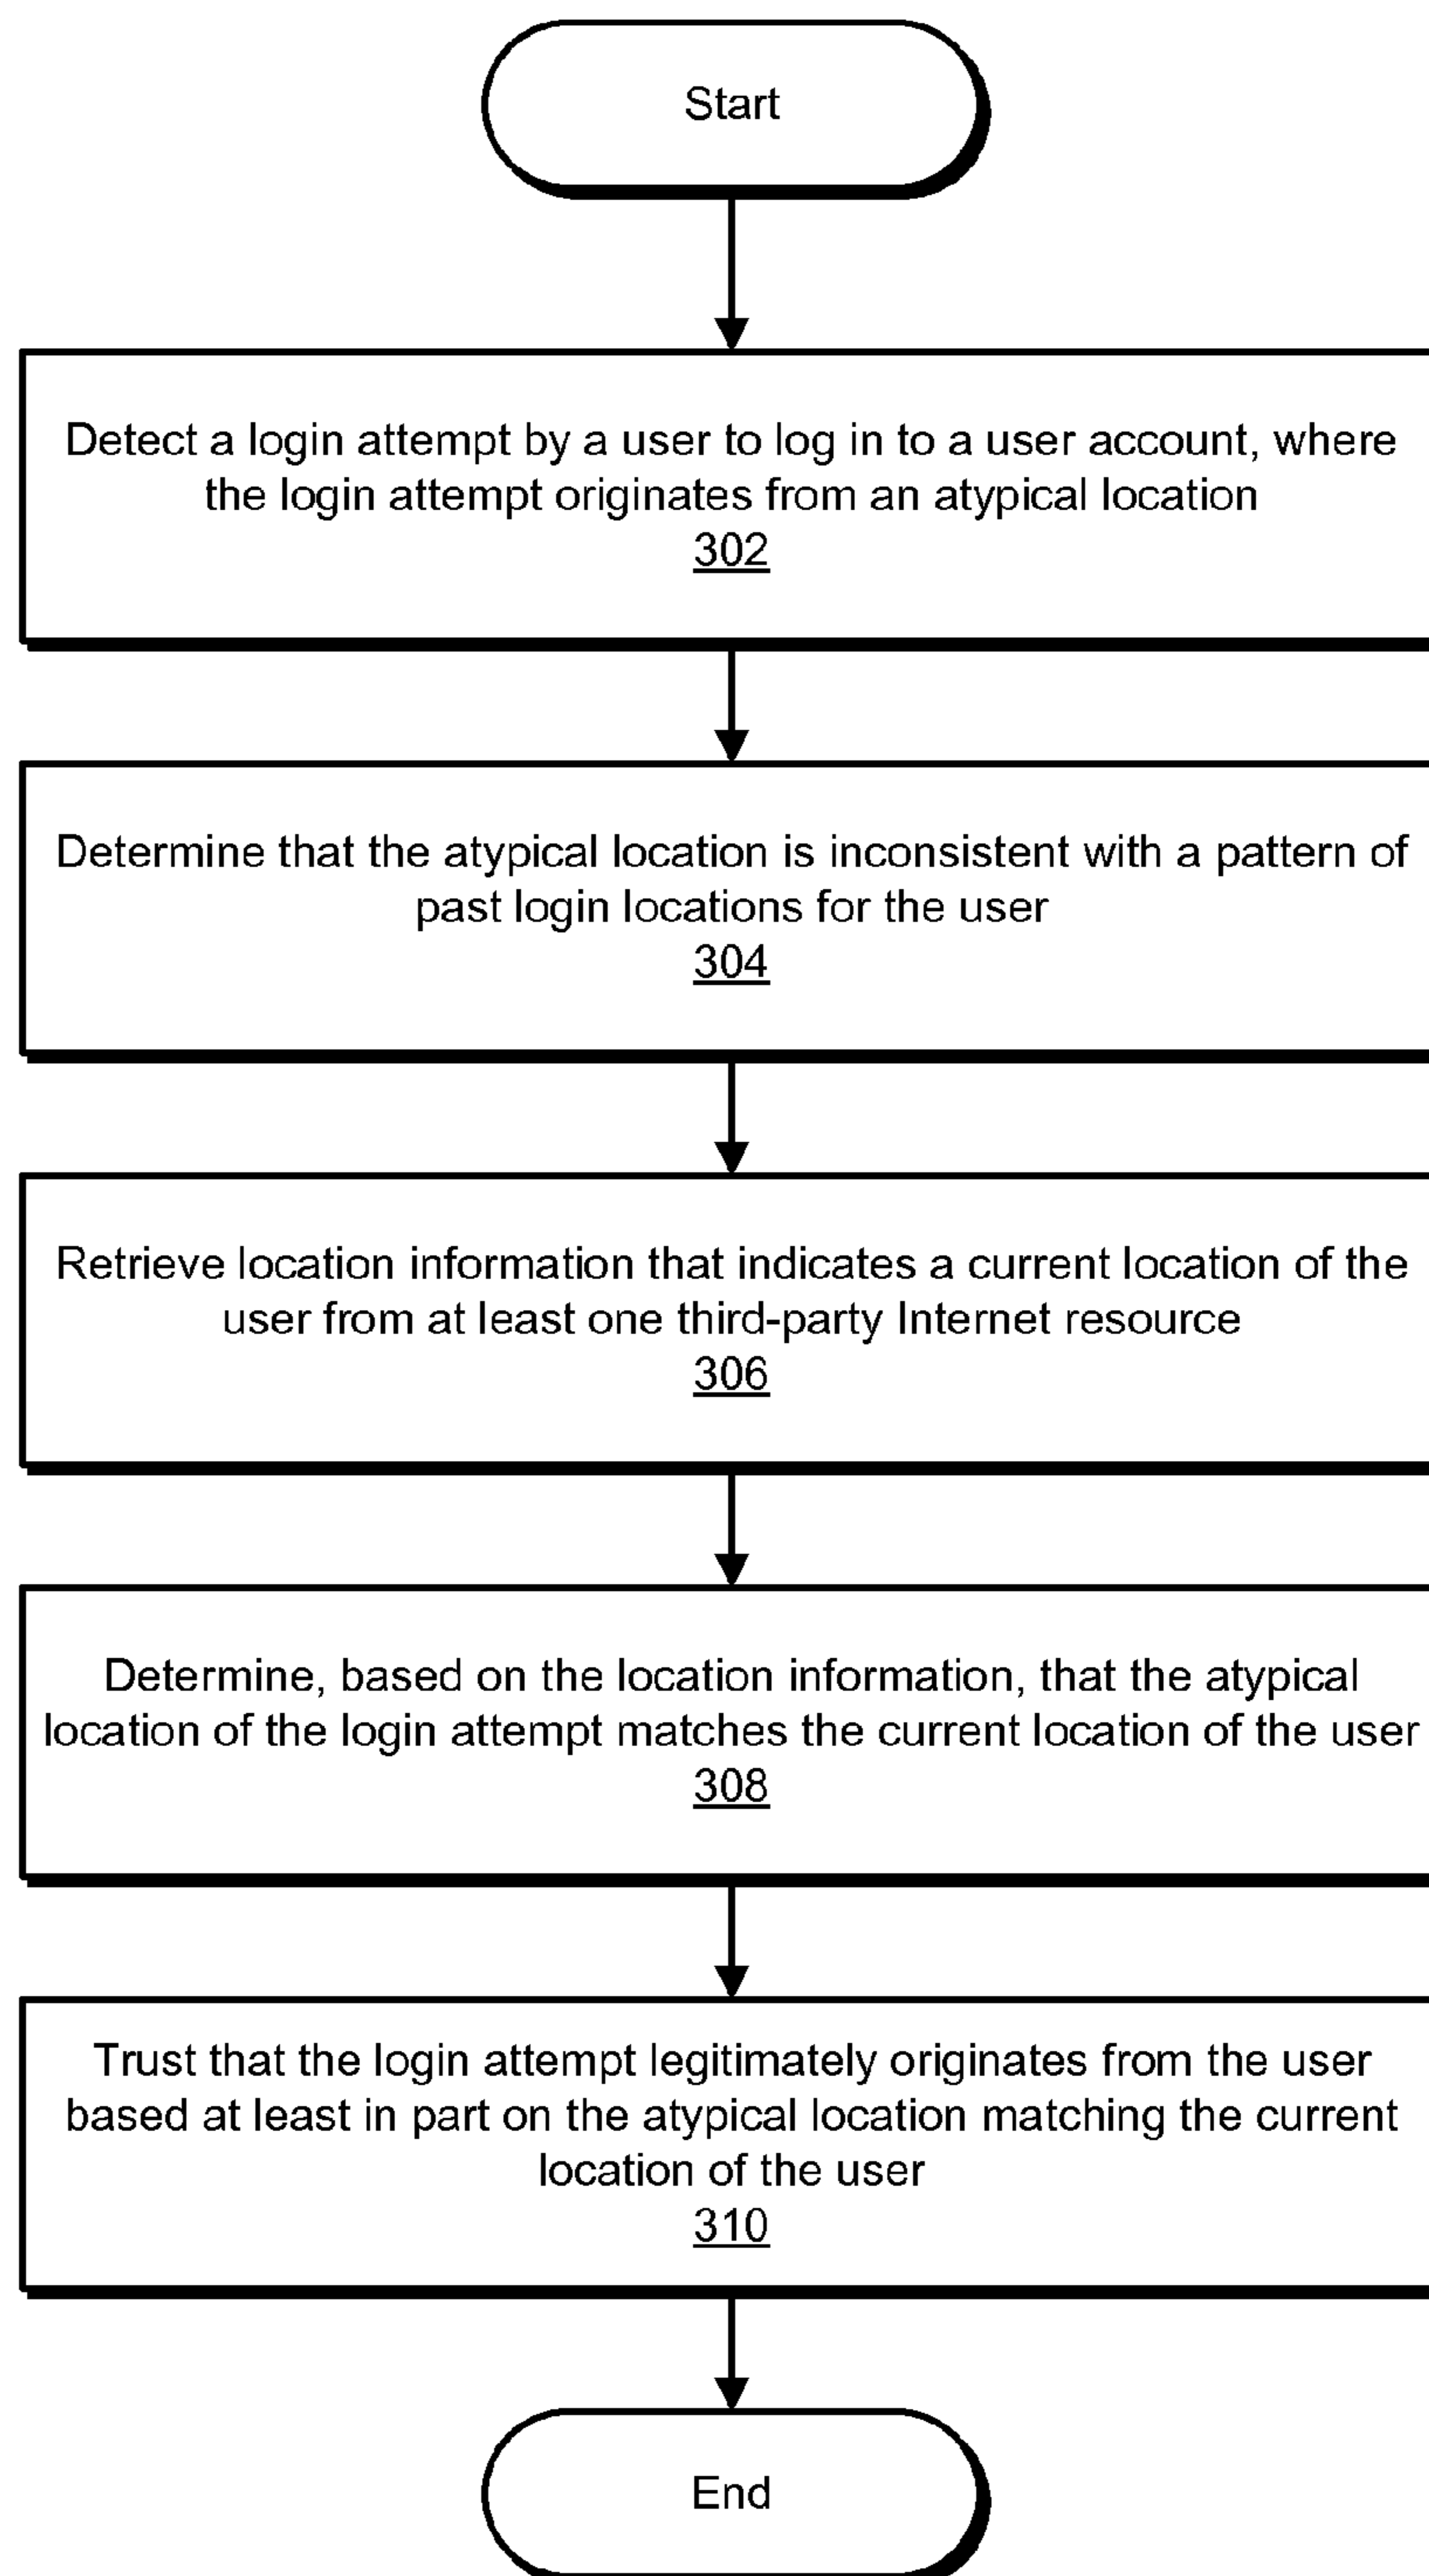 Start
Detect a login attempt by a user to log in to a user account, where
the login attempt originates from an atypical location
302
Determine that the atypical location is inconsistent with a pattern of
past login locations for the user
304
Retrieve location information that indicates a current location of the
user from at least one third-party Internet resource
306
Determine, based on the location information, that the atypical
location of the login attempt matches the current location of the user
308
Trust that the login attempt legitimately originates from the user
based at least in part on the atypical location matching the current
location of the user
310
End